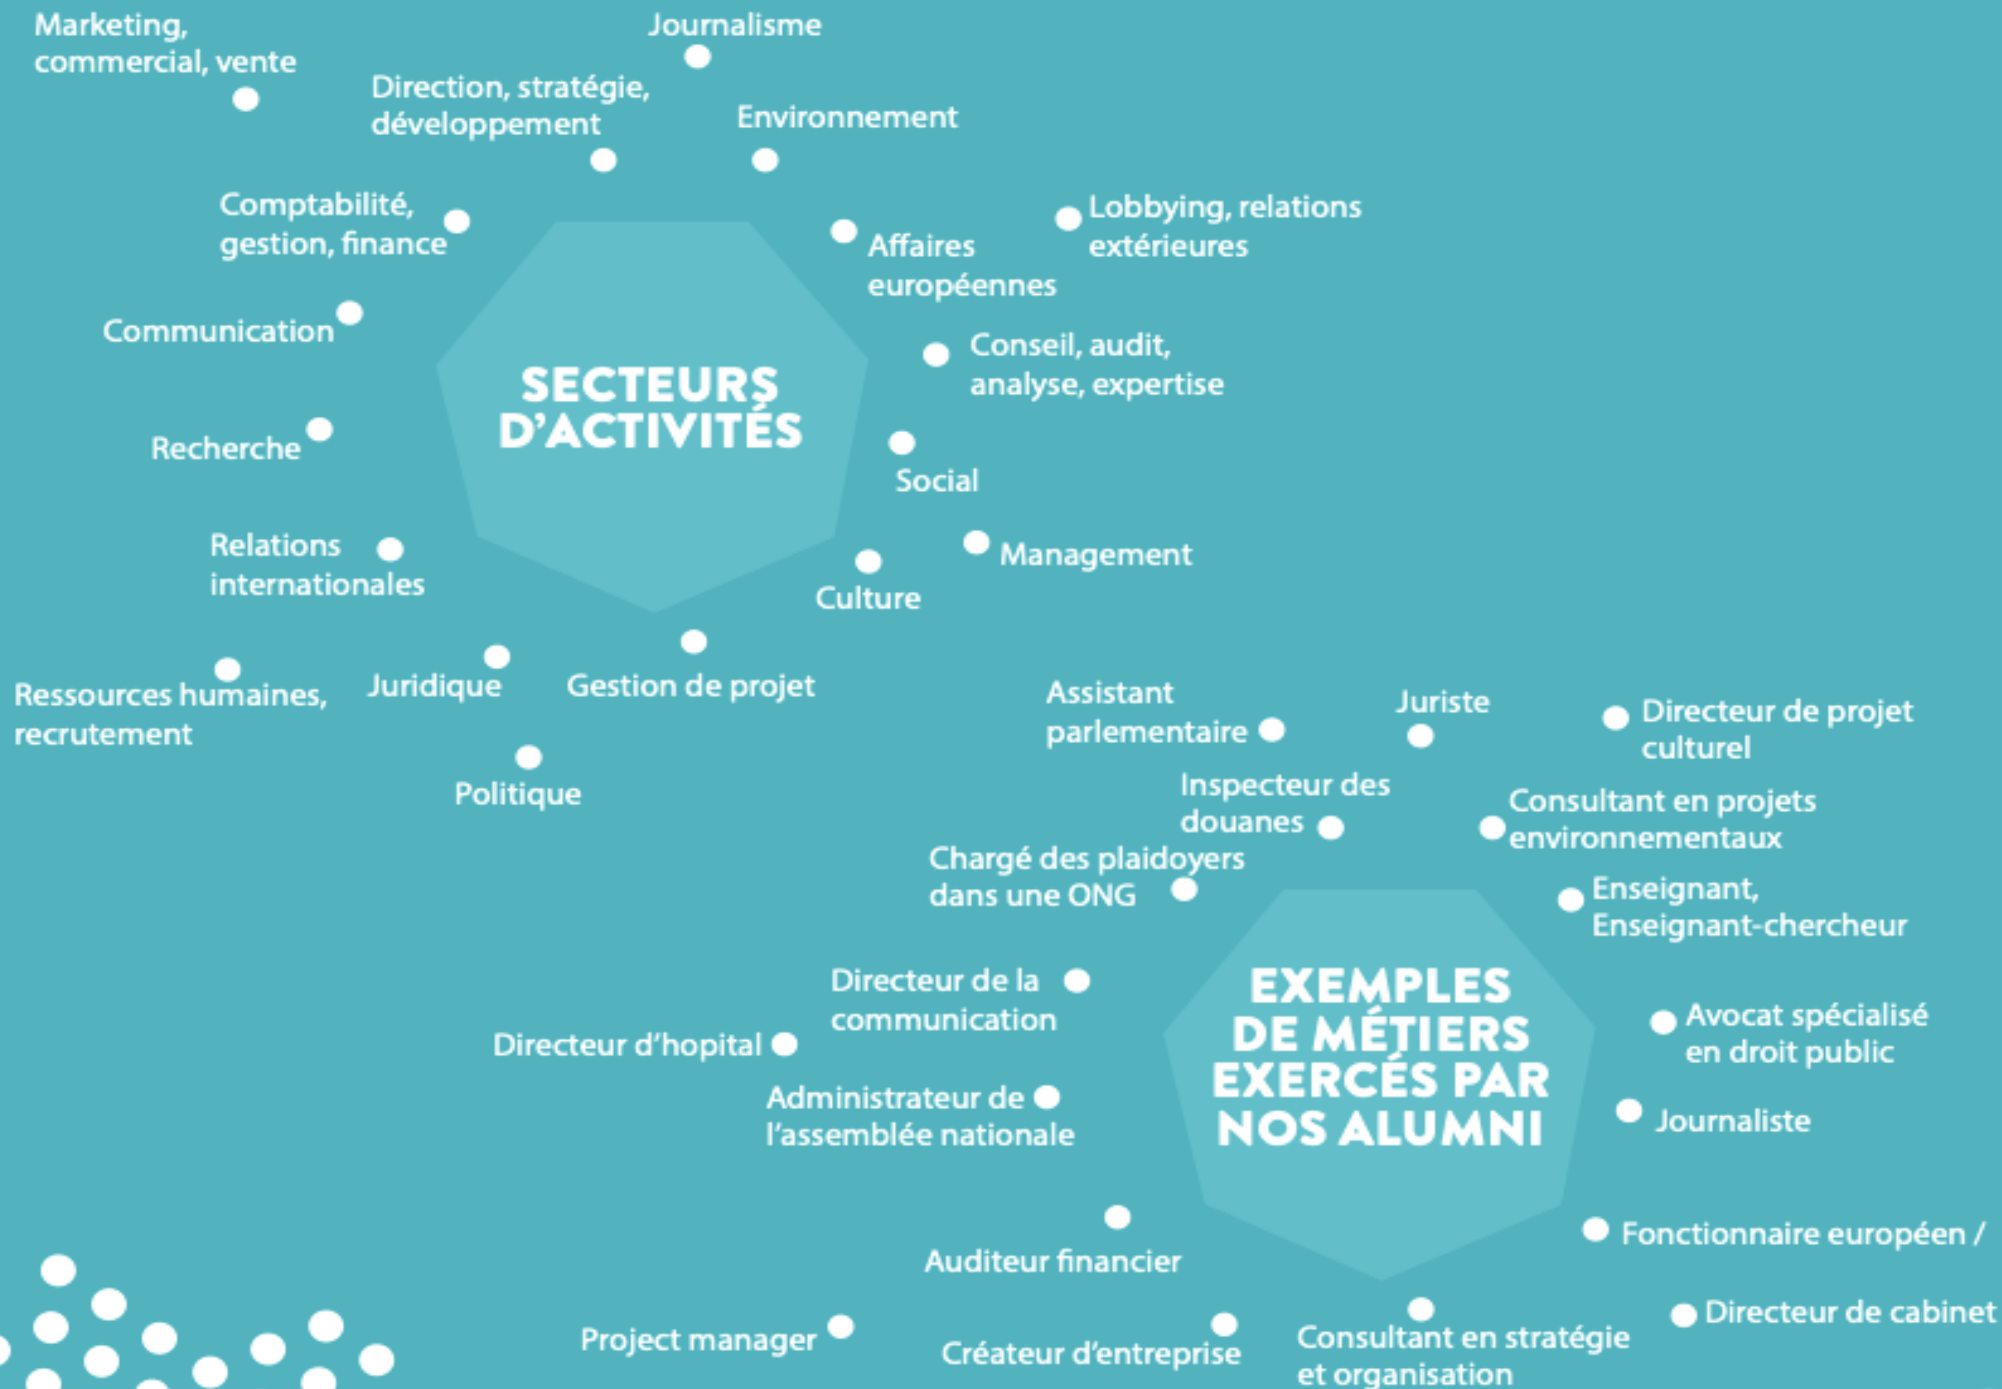 Marketing,
commercial, vente
Journalisme
Direction, stratégie,
développement
Environnement
Comptabilité,
gestion, finance
Lobbying, relations
extérieures
Affaires
européennes
Communication
Conseil, audit,
analyse, expertise
SECTEURS
D'ACTIVITÉS
Recherche
Social
Relations
internationales
Management
Culture
Ressources humaines,
recrutement
Juridique
Gestion de projet
Politique
Assistant
parlementaire
Juriste
Directeur de projet
culturel
Inspecteur des
douanes
Consultant en projets
environnementaux
Chargé des plaidoyers
dans une ONG
Enseignant,
Enseignant-chercheur
Directeur de la
communication
EXEMPLES
DE MÉTIERS
EXERCÉS PAR
NOS ALUMNI
Avocat spécialisé
en droit public
Directeur d'hopital
Administrateur de
l'assemblée nationale
Journaliste
Auditeur financier
Fonctionnaire européen /
Directeur de cabinet
Project manager
Créateur d'entreprise
Consultant en stratégie
et organisation